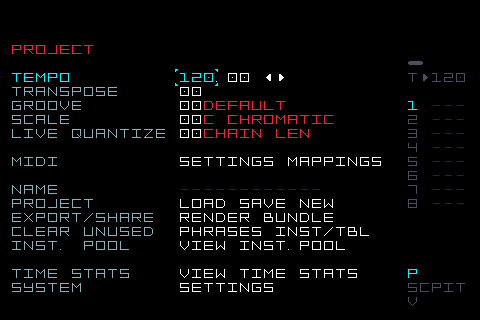 PROJECT
TEMPO 120 00 T 120
TRANSPOSE 00
GROOVE 00DEFAULT 1 ---
SCALE 00C CHROMATIC 2 ---
LIVE QUANTIZE 00CHAIN LEN 3 ---
4 ---
MIDI SETTINGS MAPPINGS 5 ---
6 ---
NAME ------------ 7 ---
PROJECT LOAD SAVE NEW 8 ---
EXPORT/SHARE RENDER BUNDLE
CLEAR UNUSED PHRASES INST/TBL
INST. POOL VIEW INST.POOL
TIME STATS VIEW TIME STATS P
SYSTEM SETTINGS SCPIT
V